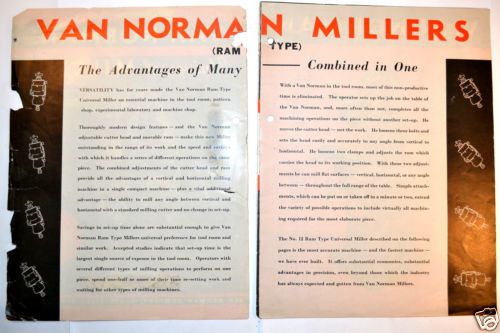 VAN NORMAN MILLERS
(RAM TYPE)
The Advantages of Many
VERSATILITY has for years made the Van Norman Ram Type
Universal Miller an essential machine in the tool room, pattern
shop, experimental laboratory and machine shop.
Thoroughly modern design features — and the Van Norman
adjustable cutter head and movable ram — make this new Miller
outstanding in the range of its work and the speed and
with which it handles a series of different operations on the same
piece. The combined adjustments of the cutter head and ram
provide all the advantages of a vertical and horizontal milling
machine in a single compact machine — plus a vital additional
advantage — the ability to mill any angle between vertical and
horizontal with a standard milling cutter and no change in set-up.
Savings in set-up time alone are substantial enough to give Van
Norman Ram Type Millers universal preference for tool room and
similar work. Accepted studies indicate that set-up time is the
largest single source of expense in the tool room. Operators with
several different types of milling operations to perform on one
piece, spend one-half or more of their time re-setting work and
waiting for other types of milling machines.
Combined in One
With a Van Norman in the tool room, most of this non-productive
time is eliminated. The operator sets up the job on the table of
the Van Norman, and, more often than not, completes all the
machining operations on the piece without another set-up. He
moves the cutter head — not the work. He loosens three bolts and
sets the head easily and accurately to any angle from vertical to
horizontal. He loosens two clamps and adjusts the ram which
carries the head to its working position. With these two adjust-
ments he can mill flat surfaces — vertical, horizontal, or any angle
between — throughout the full range of the table. Simple attach-
ments, which can be put on or taken off in a minute or two, extend
the variety of possible operations to include virtually all machin-
ing required for the most elaborate piece.
The No. 12 Ram Type Universal Miller described on the following
pages is the most accurate machine — and the fastest machine —
we have ever built. It offers substantial economies, substantial
advantages in precision, even beyond those which the industry
has always expected and gotten from Van Norman Millers.